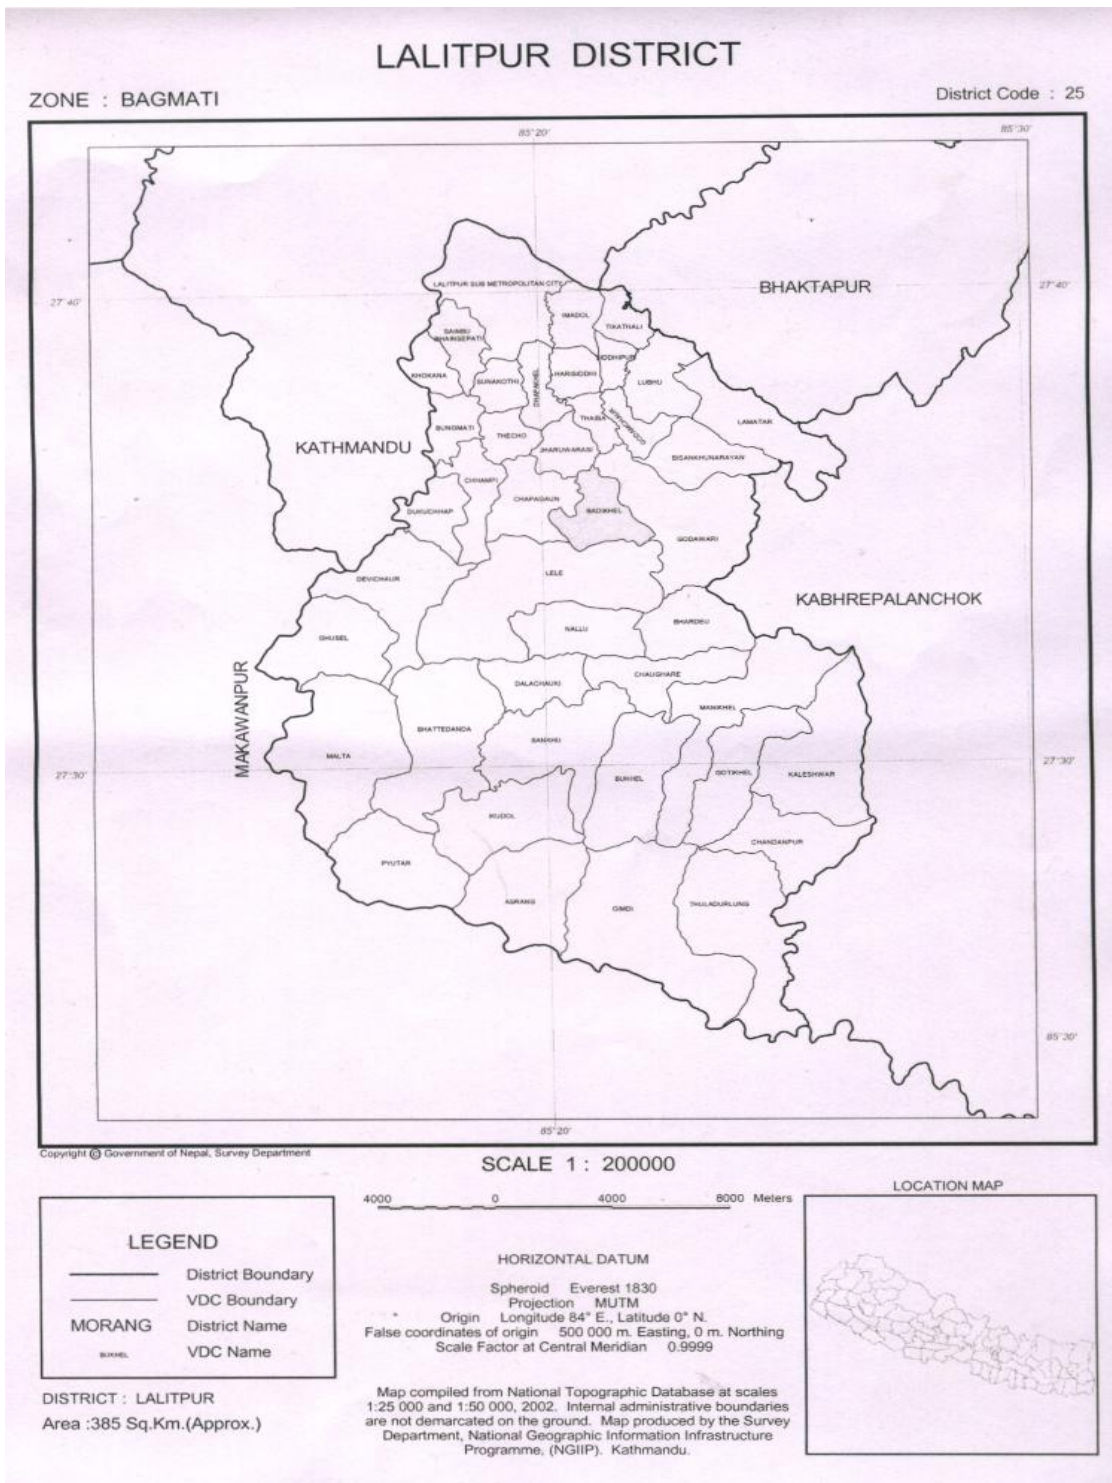 LALITPUR DISTRICT
ZONE : BAGMATI
District Code : 25
85°20'
85°30'
27°40'
27°40'
LALITPUR SUB METROPOLITAN CITY
BHAKTAPUR
IMADOL
TIKATHALI
SAIMBU
BHAINSEPATI
SIDDHIPUR
KHOKANA
SUNAKOTHI
DHAPAKHEL
HARISIDDHI
LUBHU
LAMATAR
THAIBA
GODAMCHAUR
BUNGMATI
THECHO
JHARUWARASI
BISANKHUNARAYAN
KATHMANDU
CHHAMPI
CHAPAGAUN
BADIKHEL
DUKUCHHAP
GODAWARI
DEVICHAUR
LELE
KABHREPALANCHOK
GHUSEL
NALLU
BHARDEU
MAKAWANPUR
DALACHAUKI
CHAUGHARE
MANIKHEL
BHATTEDANDA
SANKHU
MALTA
27°30'
27°30'
BUKHEL
GOTIKHEL
KALESHWAR
IKUDOL
CHANDANPUR
PYUTAR
ASRANG
GIMDI
THULADURLUNG
85°30'
85°20'
Copyright © Government of Nepal, Survey Department
SCALE 1 : 200000
4000 0 4000 8000 Meters
LOCATION MAP
LEGEND
District Boundary
VDC Boundary
MORANG District Name
BUKHEL VDC Name
HORIZONTAL DATUM
Spheroid Everest 1830
Projection MUTM
Origin Longitude 84° E., Latitude 0° N.
False coordinates of origin 500 000 m. Easting, 0 m. Northing
Scale Factor at Central Meridian 0.9999
DISTRICT : LALITPUR
Area :385 Sq.Km.(Approx.)
Map compiled from National Topographic Database at scales
1:25 000 and 1:50 000, 2002. Internal administrative boundaries
are not demarcated on the ground. Map produced by the Survey
Department, National Geographic Information Infrastructure
Programme, (NGIIP). Kathmandu.